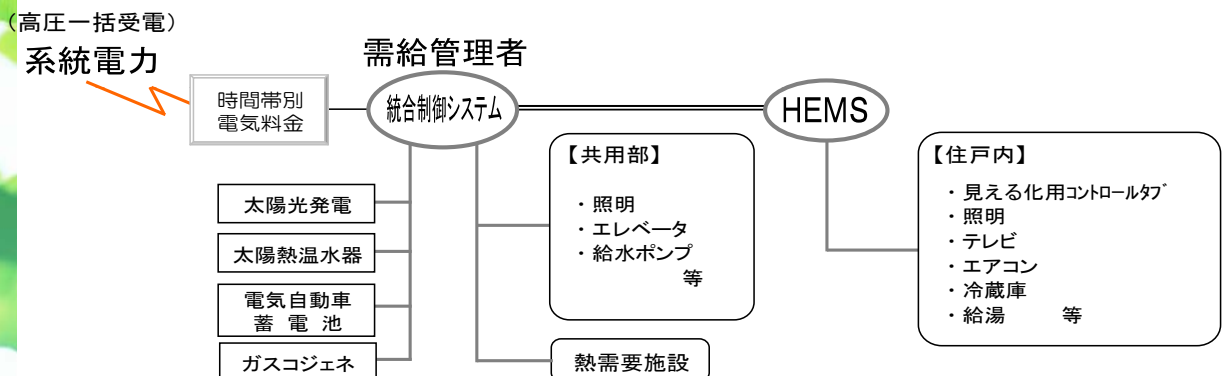 (高圧一括受電)
系統電力
需給管理者
時間帯別
電気料金
統合制御システム
HEMS
太陽光発電
太陽熱温水器
電気自動車
蓄 電 池
ガスコジェネ
【共用部】
・照明
・エレベータ
・給水ポンプ
等
熱需要施設
【住戸内】
・見える化用コントロールタブ
・照明
・テレビ
・エアコン
・冷蔵庫
・給湯 等